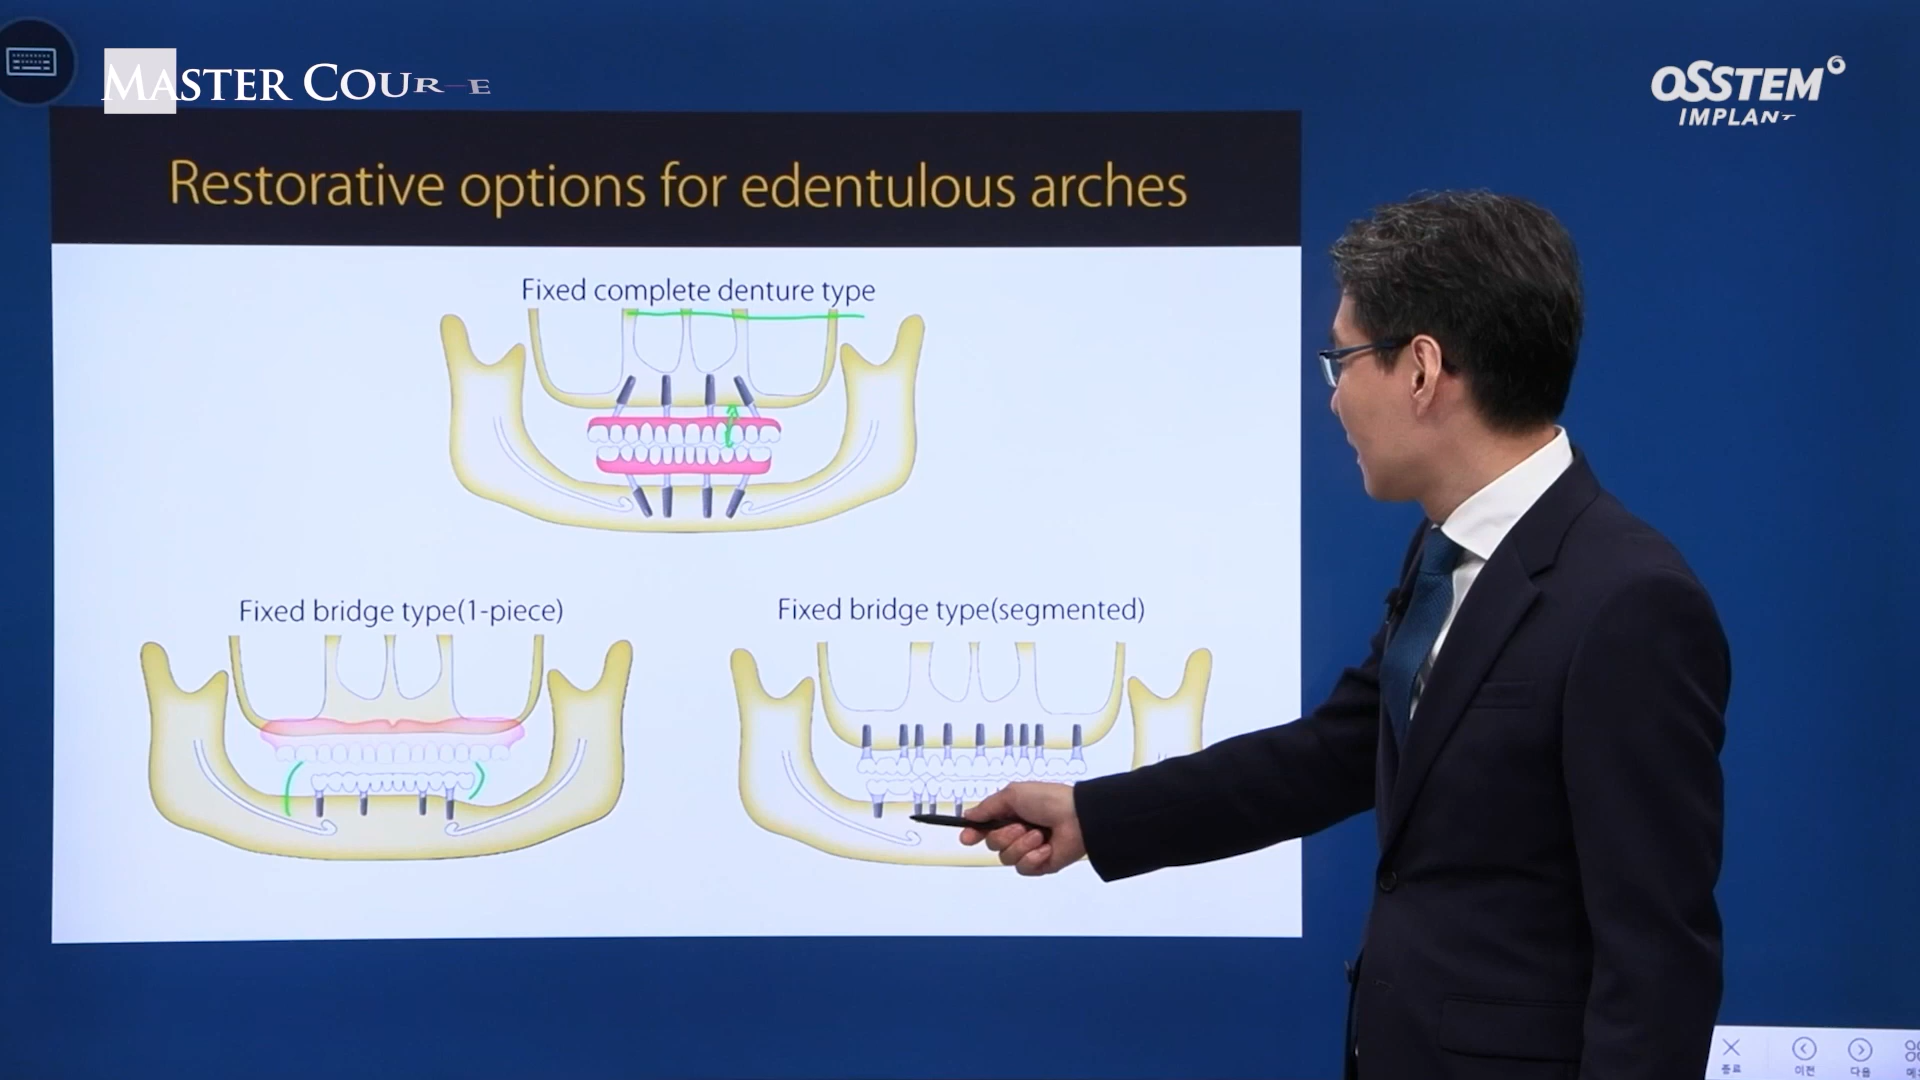 MASTER COUR E
OSSTEM
IMPLANT
Restorative options for edentulous arches
Fixed complete denture type
Fixed bridge type(1-piece)
Fixed bridge type(segmented)
종료
이전
다음